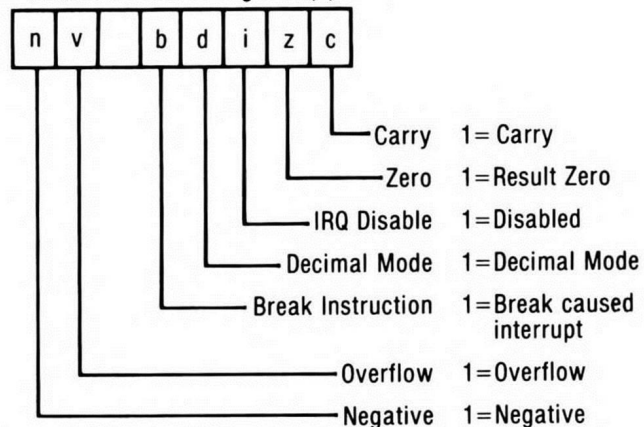 n v b d i z c
Carry 1=Carry
Zero 1=Result Zero
IRQ Disable 1=Disabled
Decimal Mode 1=Decimal Mode
Break Instruction 1=Break caused
interrupt
Overflow 1=Overflow
Negative 1=Negative